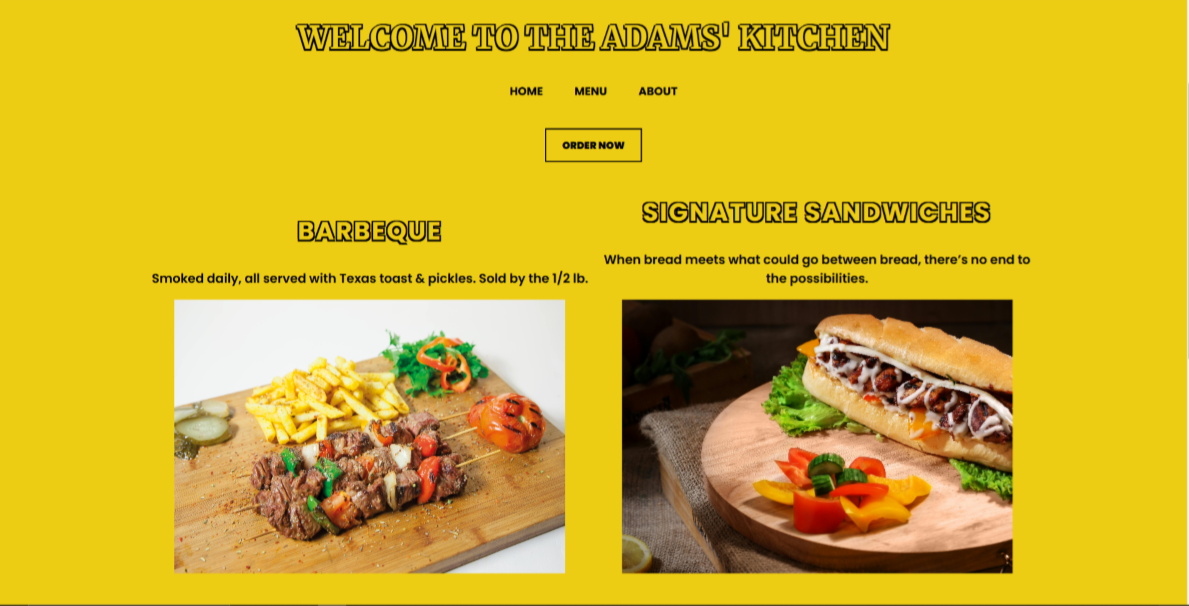 WELCOME TO THE ADAMS' KITCHEN
HOME MENU ABOUT
ORDER NOW
BARBEQUE
Smoked daily, all served with Texas toast & pickles. Sold by the 1/2 lb.
SIGNATURE SANDWICHES
When bread meets what could go between bread, there’s no end to
the possibilities.